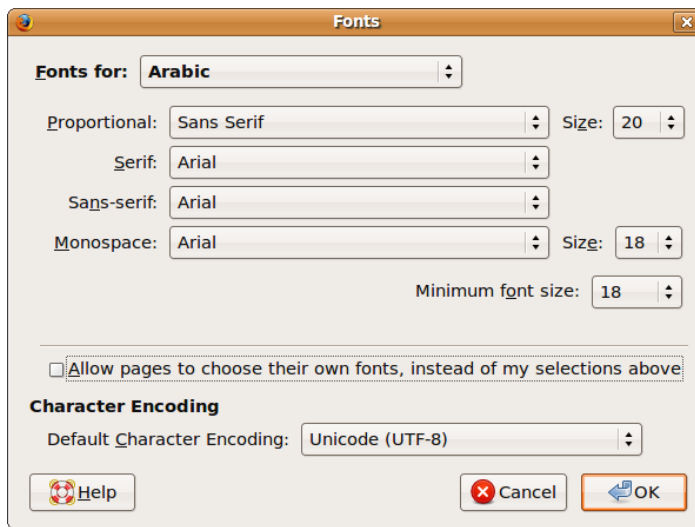 Fonts
Fonts for: Arabic
Proportional: Sans Serif Size: 20
Serif: Arial
Sans-serif: Arial
Monospace: Arial Size: 18
Minimum font size: 18
Allow pages to choose their own fonts, instead of my selections above
Character Encoding
Default Character Encoding: Unicode (UTF-8)
Help Cancel OK